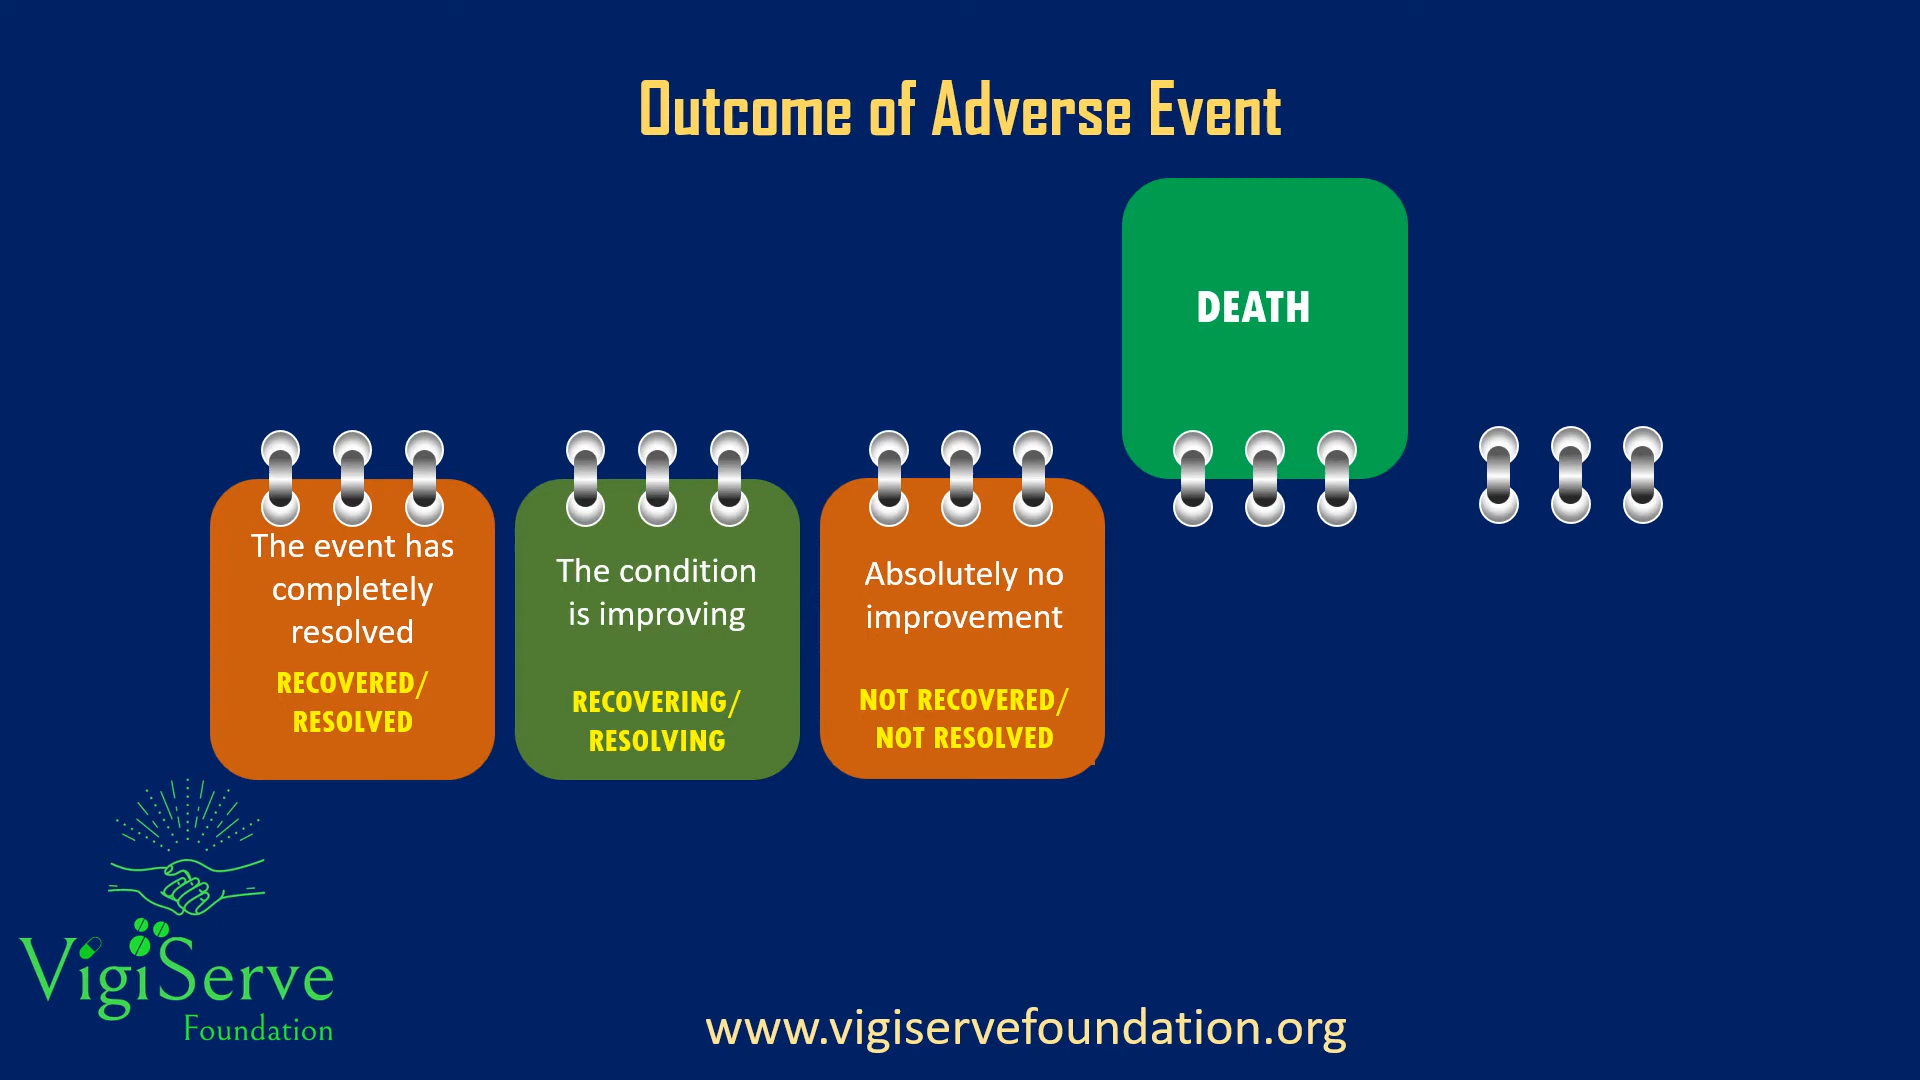 Outcome of Adverse Event
DEATH
The event has
completely
resolved
RECOVERED/
RESOLVED
The condition
is improving
RECOVERING/
RESOLVING
Absolutely no
improvement
NOT RECOVERED/
NOT RESOLVED
VigiServe
Foundation
www.vigiservefoundation.org